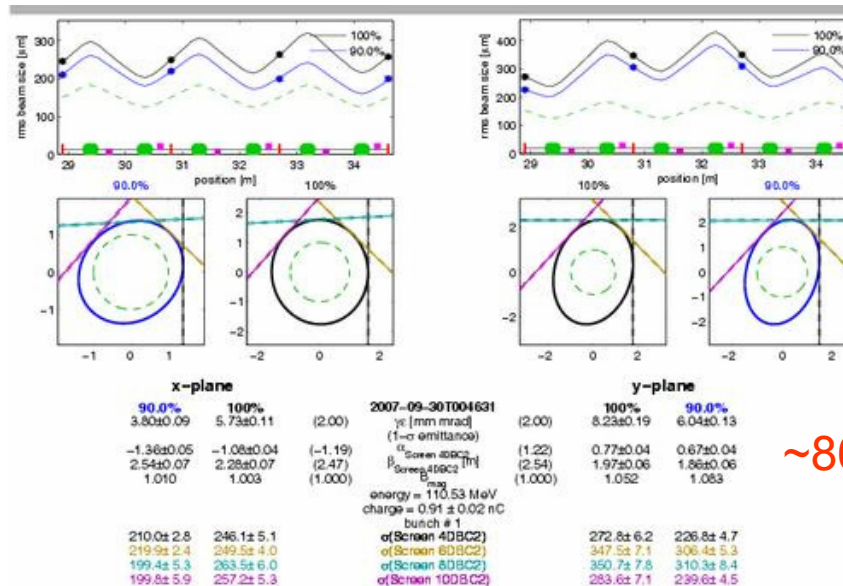 rms beam size [μm]
300
200
100
0
100%
90.0%
29 30 31 32 33 34
position [m]
rms beam size [μm]
400
300
200
100
0
100%
90.0%
29 30 31 32 33 34
position [m]
90.0%
1
0
−1
−1 0 1
100%
2
1
0
−1
−2
−2 0 2
100%
2
0
−2
−2 0 2
90.0%
2
1
0
−1
−2
−2 0 2
x−plane y−plane
90.0% 100% 2007−09−30T004631 100% 90.0%
3.80±0.09 5.73±0.11 (2.00) γε [mm mrad] (2.00) 8.23±0.19 6.04±0.13
(1−σ emittance)
−1.36±0.05 −1.08±0.04 (−1.19) α Screen 4DBC2 (1.22) 0.77±0.04 0.67±0.04
2.54±0.07 2.28±0.07 (2.47) β Screen 4DBC2 [m] (2.54) 1.97±0.06 1.86±0.06
1.010 1.003 (1.000) B mag (1.000) 1.052 1.083
energy = 110.53 MeV
charge = 0.91 ± 0.02 nC
bunch # 1
210.0± 2.8 246.1± 5.1 σ(Screen 4DBC2) 272.8± 6.2 226.8± 4.7
219.9± 2.4 249.5± 4.0 σ(Screen 6DBC2) 347.5± 7.1 306.4± 5.3
199.4± 5.3 263.5± 6.0 σ(Screen 8DBC2) 350.7± 7.8 310.3± 8.4
199.8± 5.9 257.2± 5.3 σ(Screen 10DBC2) 283.6± 7.1 239.6± 4.5